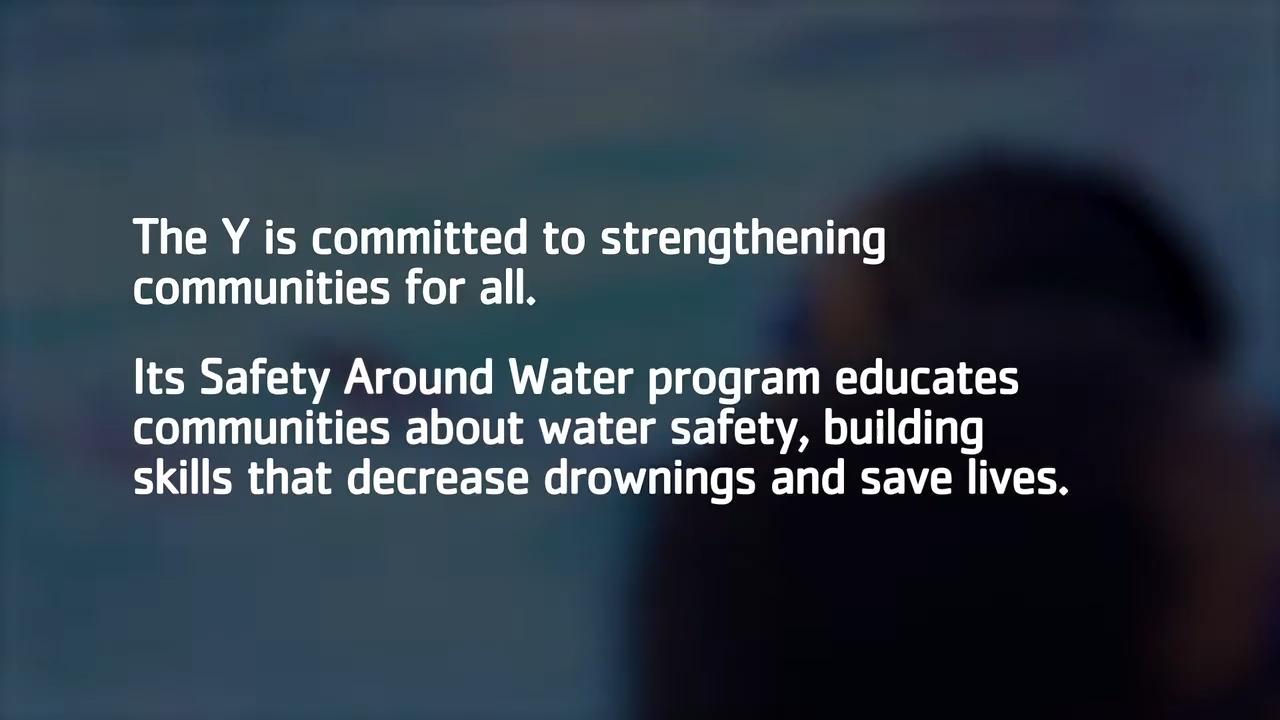 The Y is committed to strengthening
communities for all.
Its Safety Around Water program educates
communities about water safety, building
skills that decrease drownings and save lives.